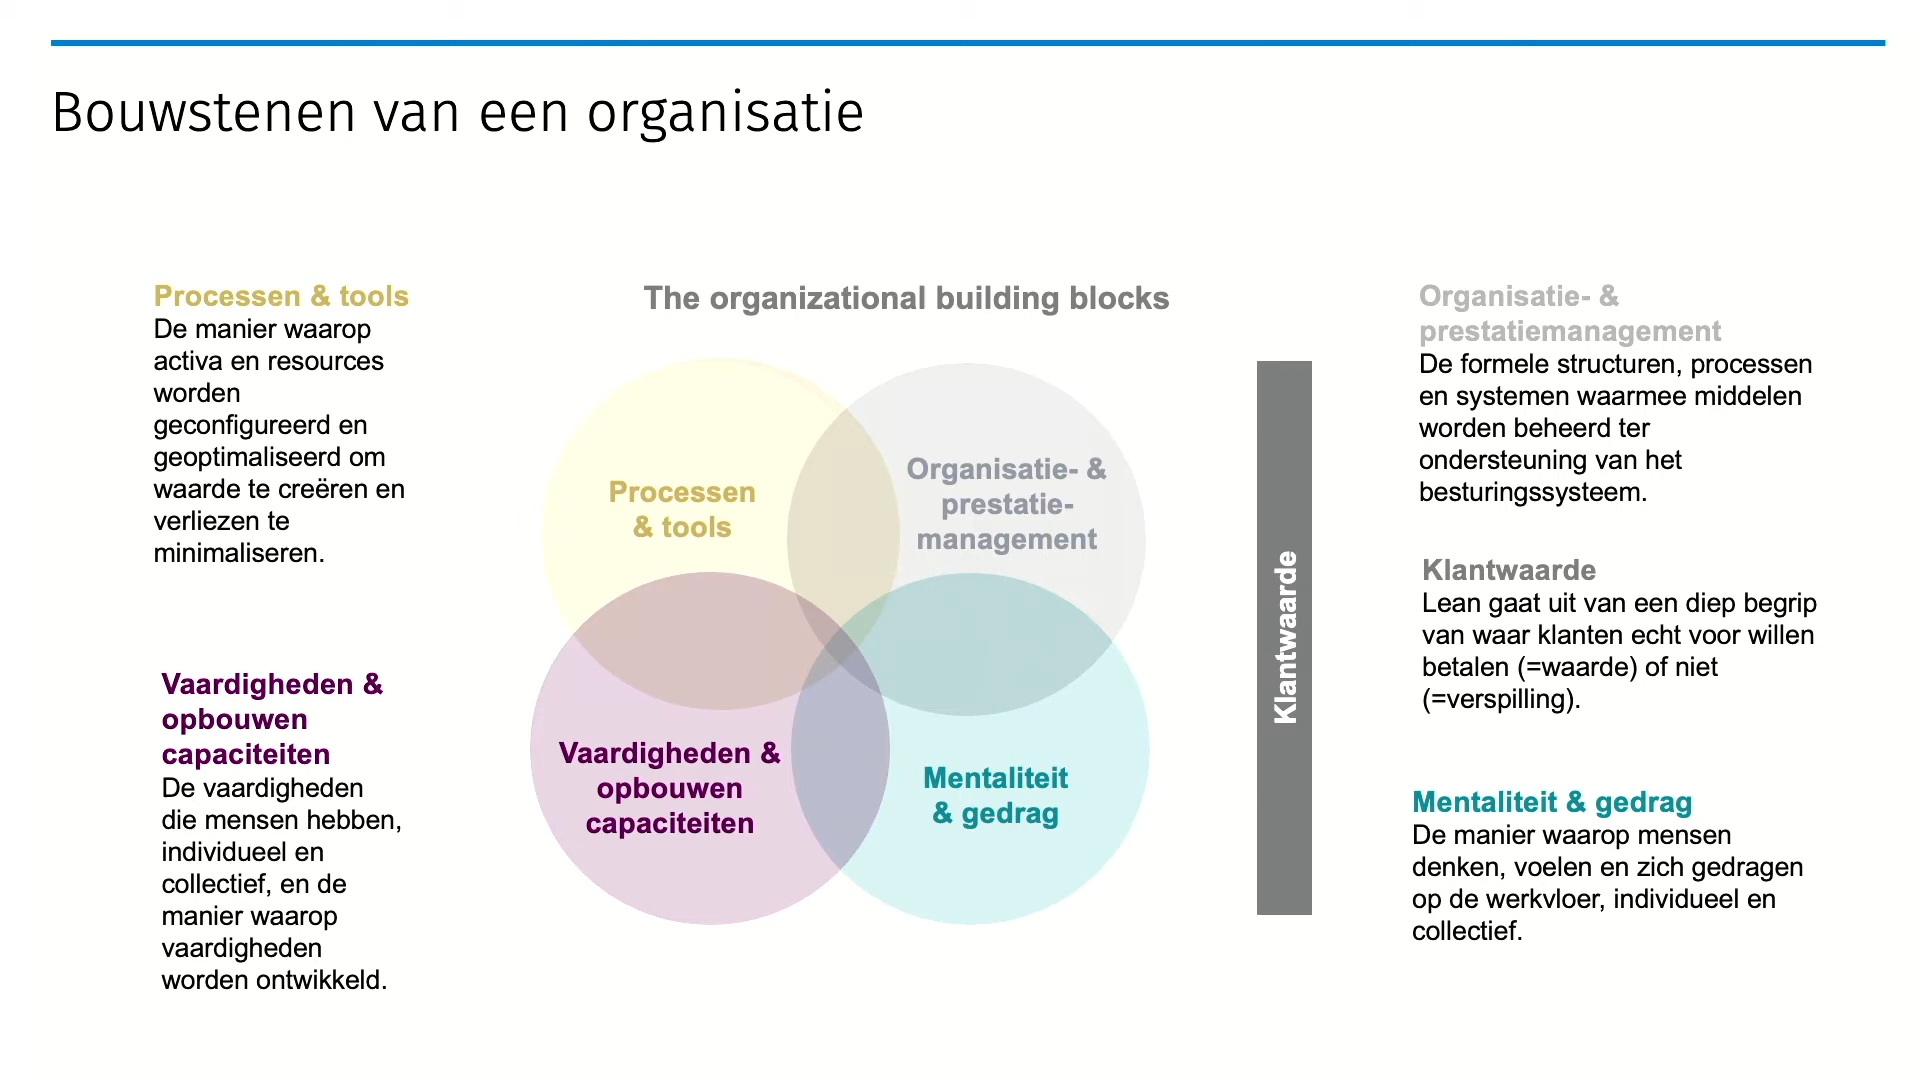 Bouwstenen van een organisatie
Processen & tools
De manier waarop
activa en resources
worden
geconfigureerd en
geoptimaliseerd om
waarde te creëren en
verliezen te
minimaliseren.
Vaardigheden &
opbouwen
capaciteiten
De vaardigheden
die mensen hebben,
individueel en
collectief, en de
manier waarop
vaardigheden
worden ontwikkeld.
The organizational building blocks
Processen
& tools
Organisatie- &
prestatie-
management
Vaardigheden &
opbouwen
capaciteiten
Mentaliteit
& gedrag
Klantwaarde
Organisatie- &
prestatiemanagement
De formele structuren, processen
en systemen waarmee middelen
worden beheerd ter
ondersteuning van het
besturingssysteem.
Klantwaarde
Lean gaat uit van een diep begrip
van waar klanten echt voor willen
betalen (=waarde) of niet
(=verspilling).
Mentaliteit & gedrag
De manier waarop mensen
denken, voelen en zich gedragen
op de werkvloer, individueel en
collectief.